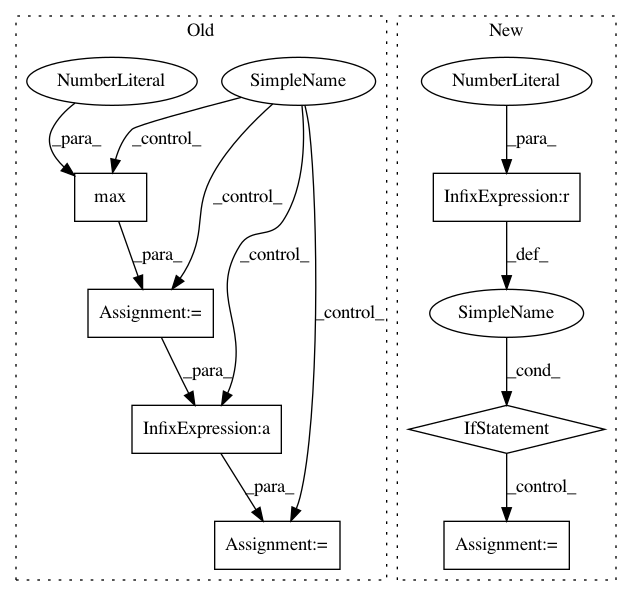 Old
New
NumberLiteral
SimpleName
NumberLiteral
_para_
_control_
_para_
max
_control_
InfixExpression:r
_control_
_para_
_def_
_control_
Assignment:=
SimpleName
_para_
_cond_
InfixExpression:a
IfStatement
_para_
_control_
Assignment:=
Assignment:=